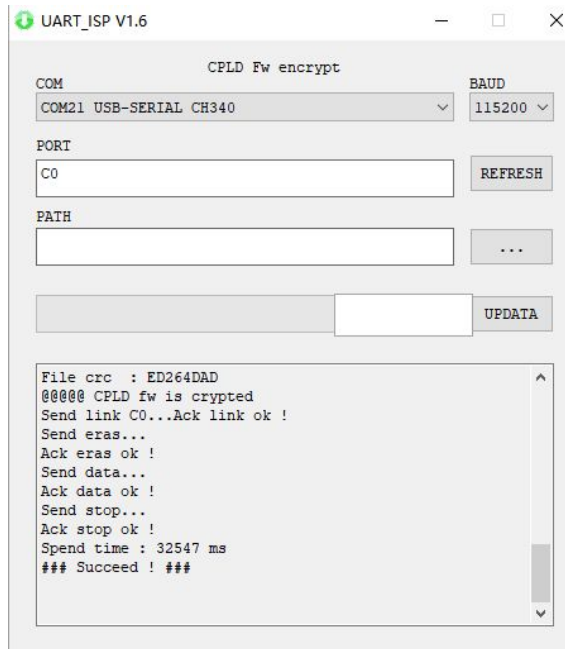 UART_ISP V1.6
CPLD Fw encrypt
COM
BAUD
COM21 USB-SERIAL CH340
115200
PORT
C0
REFRESH
PATH
...
UPDATA
File crc  : ED264DAD
@@@@@ CPLD fw is crypted
Send link C0...Ack link ok !
Send eras...
Ack eras ok !
Send data...
Ack data ok !
Send stop...
Ack stop ok !
Spend time : 32547 ms
### Succeed ! ###